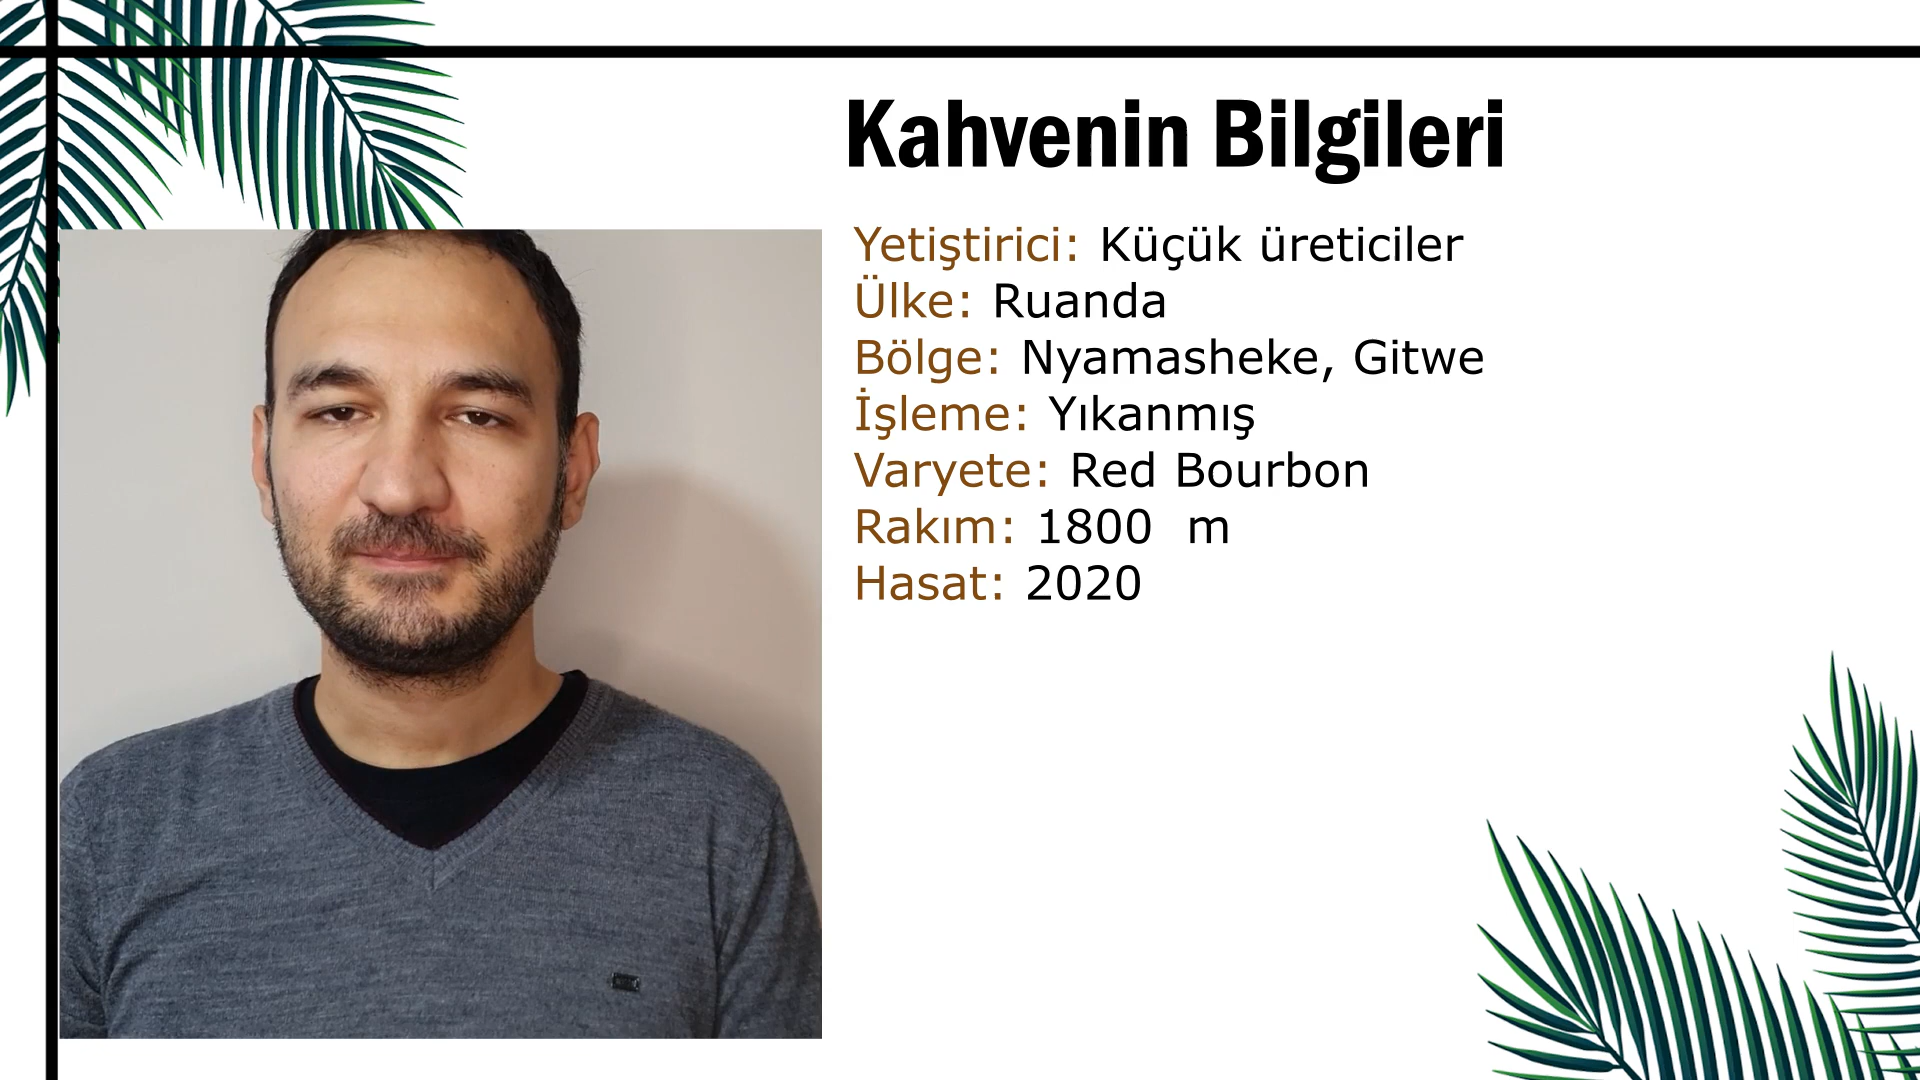 Kahvenin Bilgileri
Yetiştirici: Küçük üreticiler
Ülke: Ruanda
Bölge: Nyamasheke, Gitwe
İşleme: Yıkanmış
Varyete: Red Bourbon
Rakım: 1800 m
Hasat: 2020